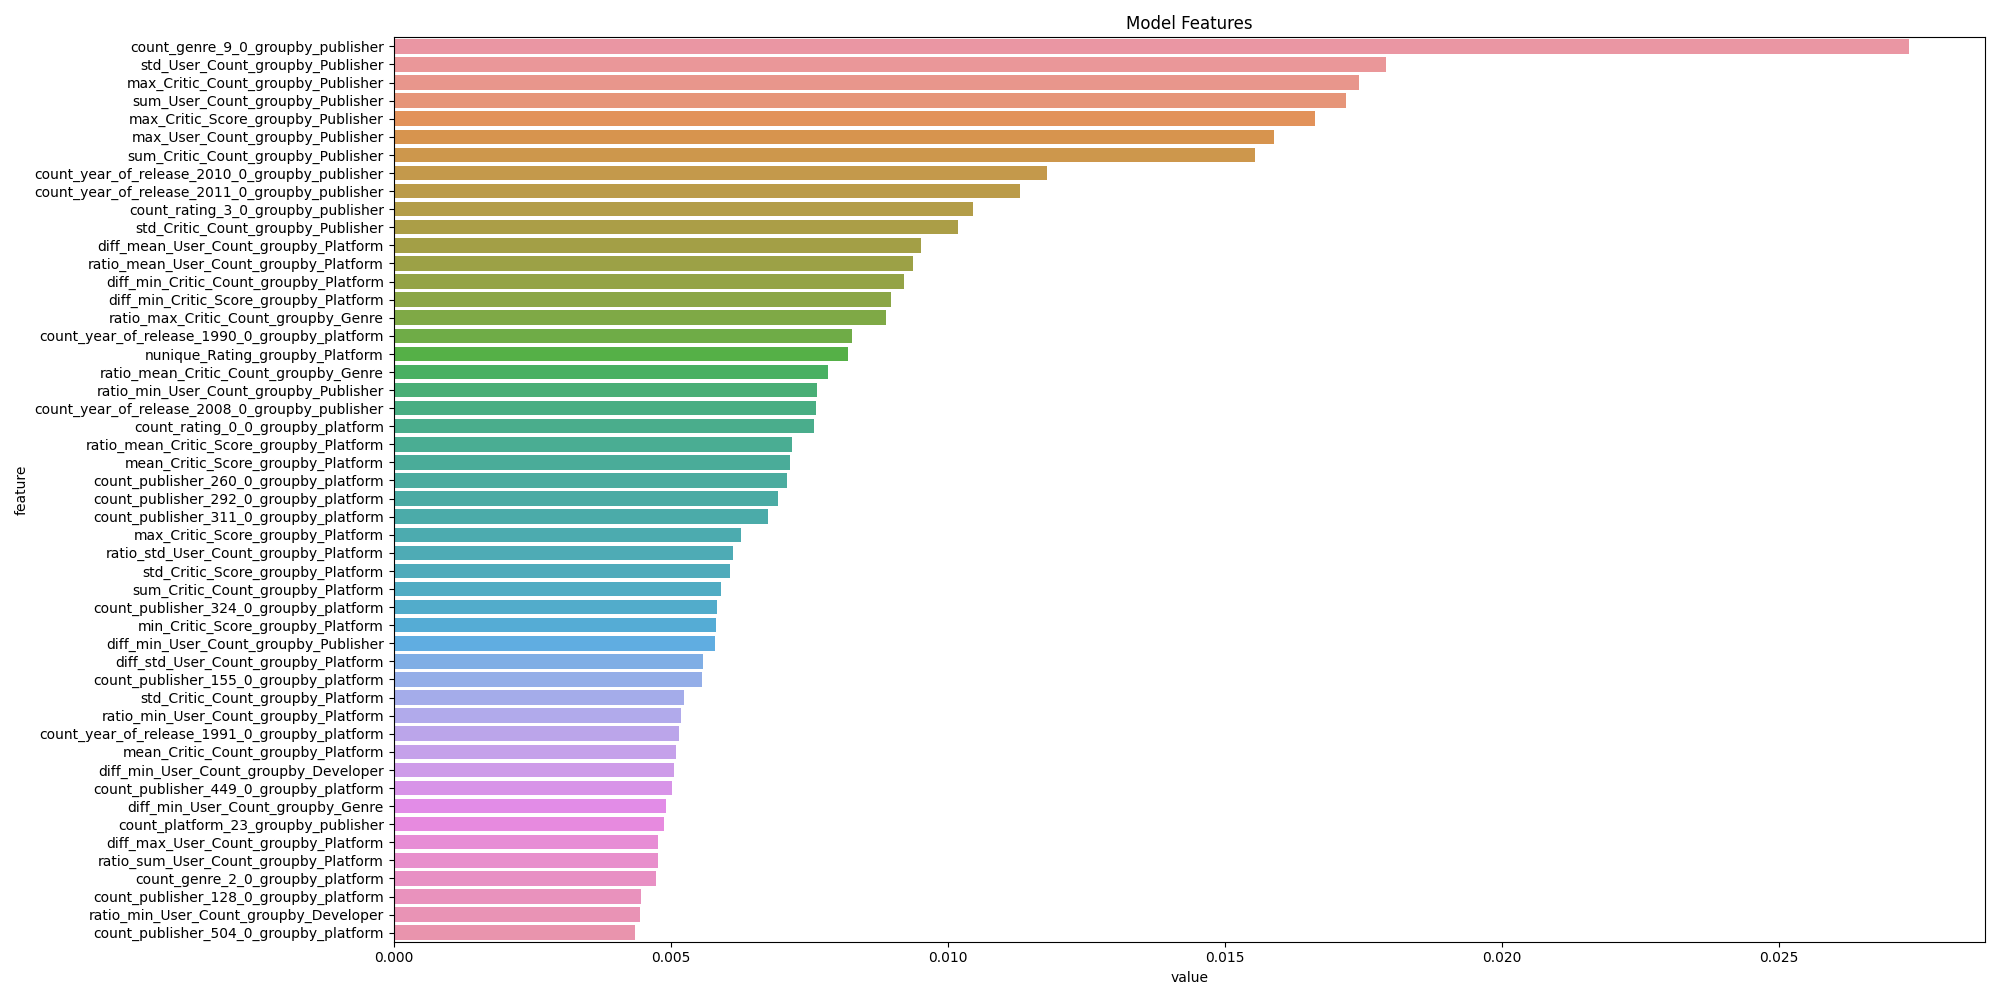 Model Features
count_genre_9_0_groupby_publisher
std_User_Count_groupby_Publisher
max_Critic_Count_groupby_Publisher
sum_User_Count_groupby_Publisher
max_Critic_Score_groupby_Publisher
max_User_Count_groupby_Publisher
sum_Critic_Count_groupby_Publisher
count_year_of_release_2010_0_groupby_publisher
count_year_of_release_2011_0_groupby_publisher
count_rating_3_0_groupby_publisher
std_Critic_Count_groupby_Publisher
diff_mean_User_Count_groupby_Platform
ratio_mean_User_Count_groupby_Platform
diff_min_Critic_Count_groupby_Platform
diff_min_Critic_Score_groupby_Platform
ratio_max_Critic_Count_groupby_Genre
count_year_of_release_1990_0_groupby_platform
nunique_Rating_groupby_Platform
ratio_mean_Critic_Count_groupby_Genre
ratio_min_User_Count_groupby_Publisher
count_year_of_release_2008_0_groupby_publisher
count_rating_0_0_groupby_platform
ratio_mean_Critic_Score_groupby_Platform
mean_Critic_Score_groupby_Platform
count_publisher_260_0_groupby_platform
count_publisher_292_0_groupby_platform
count_publisher_311_0_groupby_platform
max_Critic_Score_groupby_Platform
ratio_std_User_Count_groupby_Platform
std_Critic_Score_groupby_Platform
sum_Critic_Count_groupby_Platform
count_publisher_324_0_groupby_platform
min_Critic_Score_groupby_Platform
diff_min_User_Count_groupby_Publisher
diff_std_User_Count_groupby_Platform
count_publisher_155_0_groupby_platform
std_Critic_Count_groupby_Platform
ratio_min_User_Count_groupby_Platform
count_year_of_release_1991_0_groupby_platform
mean_Critic_Count_groupby_Platform
diff_min_User_Count_groupby_Developer
count_publisher_449_0_groupby_platform
diff_min_User_Count_groupby_Genre
count_platform_23_groupby_publisher
diff_max_User_Count_groupby_Platform
ratio_sum_User_Count_groupby_Platform
count_genre_2_0_groupby_platform
count_publisher_128_0_groupby_platform
ratio_min_User_Count_groupby_Developer
count_publisher_504_0_groupby_platform
feature
0.000 0.005 0.010 0.015 0.020 0.025
value